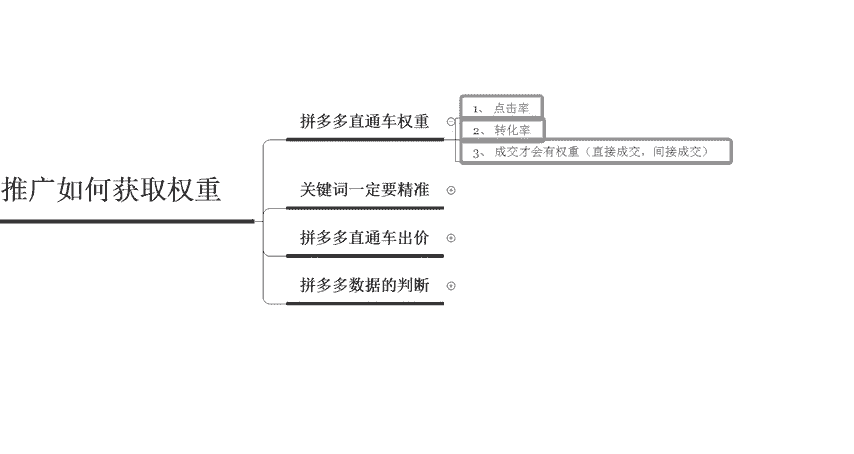 推广如何获取权重
拼多多直通车权重
1、 点击率
2、 转化率
3、 成交才会有权重（直接成交，间接成交）
关键词一定要精准
拼多多直通车出价
拼多多数据的判断